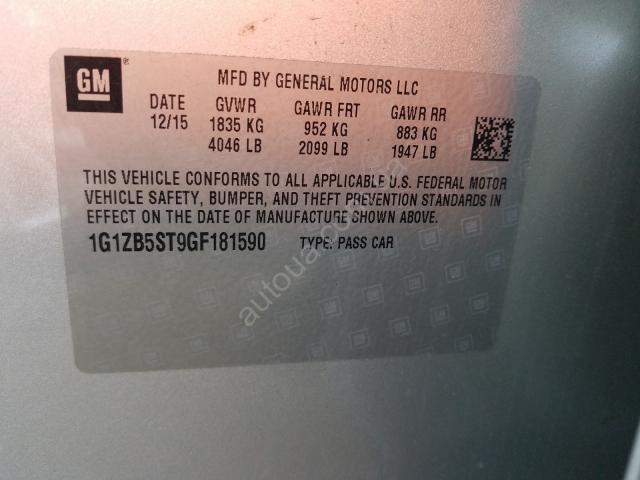 GM
®
MFD BY GENERAL MOTORS LLC
DATE GVWR GAWR FRT GAWR RR
12/15 1835 KG 952 KG 883 KG
4046 LB 2099 LB 1947 LB
THIS VEHICLE CONFORMS TO ALL APPLICABLE U.S. FEDERAL MOTOR
VEHICLE SAFETY, BUMPER, AND THEFT PREVENTION STANDARDS IN
EFFECT ON THE DATE OF MANUFACTURE SHOWN ABOVE.
1G1ZB5ST9GF181590 TYPE: PASS CAR
autoua.com